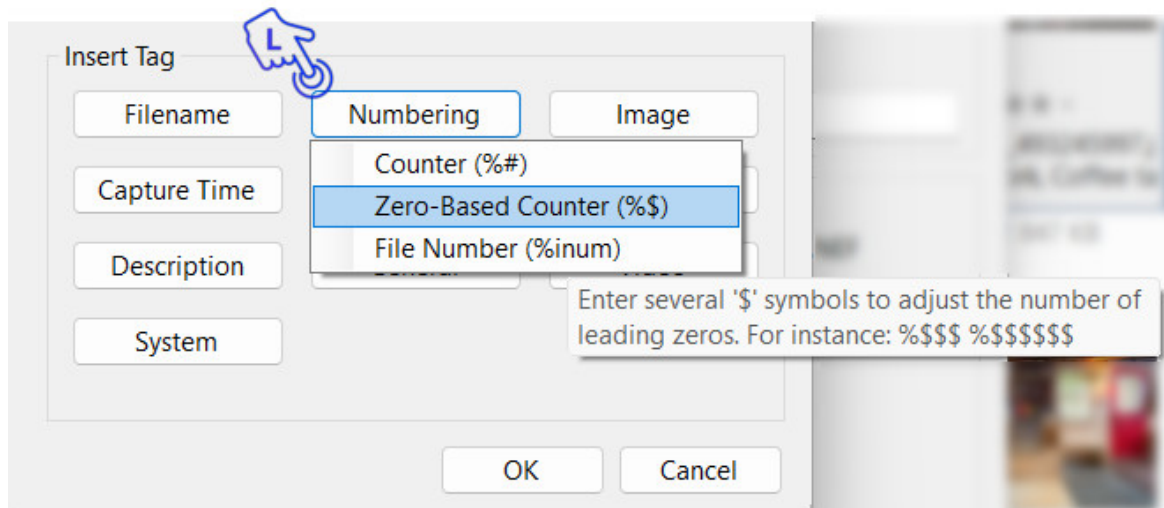 L
Insert Tag
Filename
Numbering
Image
Counter (%#)
Capture Time
Zero-Based Counter (%$)
File Number (%inum)
Description
Enter several '$' symbols to adjust the number of
leading zeros. For instance: %$$$ %$$$$$$
System
OK
Cancel